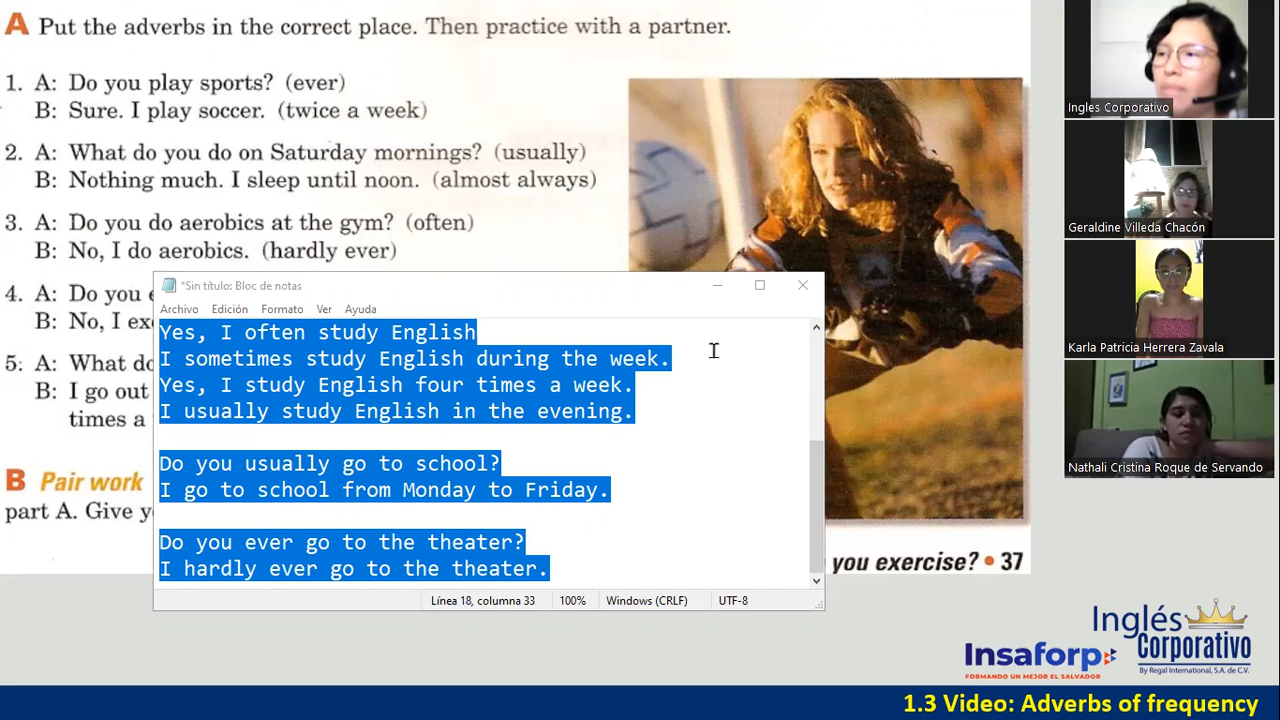 A Put the adverbs in the correct place. Then practice with a partner.
1. A: Do you play sports? (ever)
B: Sure. I play soccer. (twice a week)
2. A: What do you do on Saturday mornings? (usually)
B: Nothing much. I sleep until noon. (almost always)
3. A: Do you do aerobics at the gym? (often)
B: No, I do aerobics. (hardly ever)
4. A: Do you e
B: No, I exe
5: A: What do
B: I go out
times a
B Pair work
part A. Give y
you exercise? • 37
*Sin título: Bloc de notas
Archivo Edición Formato Ver Ayuda
Yes, I often study English
I sometimes study English during the week.
Yes, I study English four times a week.
I usually study English in the evening.
Do you usually go to school?
I go to school from Monday to Friday.
Do you ever go to the theater?
I hardly ever go to the theater.
Línea 18, columna 33 100% Windows (CRLF) UTF-8
Ingles Corporativo
Geraldine Villeda Chacón
Karla Patricia Herrera Zavala
Nathali Cristina Roque de Servando
Insaforp
FORMANDO UN MEJOR EL SALVADOR
Inglés
Corporativo
By Regal International, S.A. de C.V.
1.3 Video: Adverbs of frequency